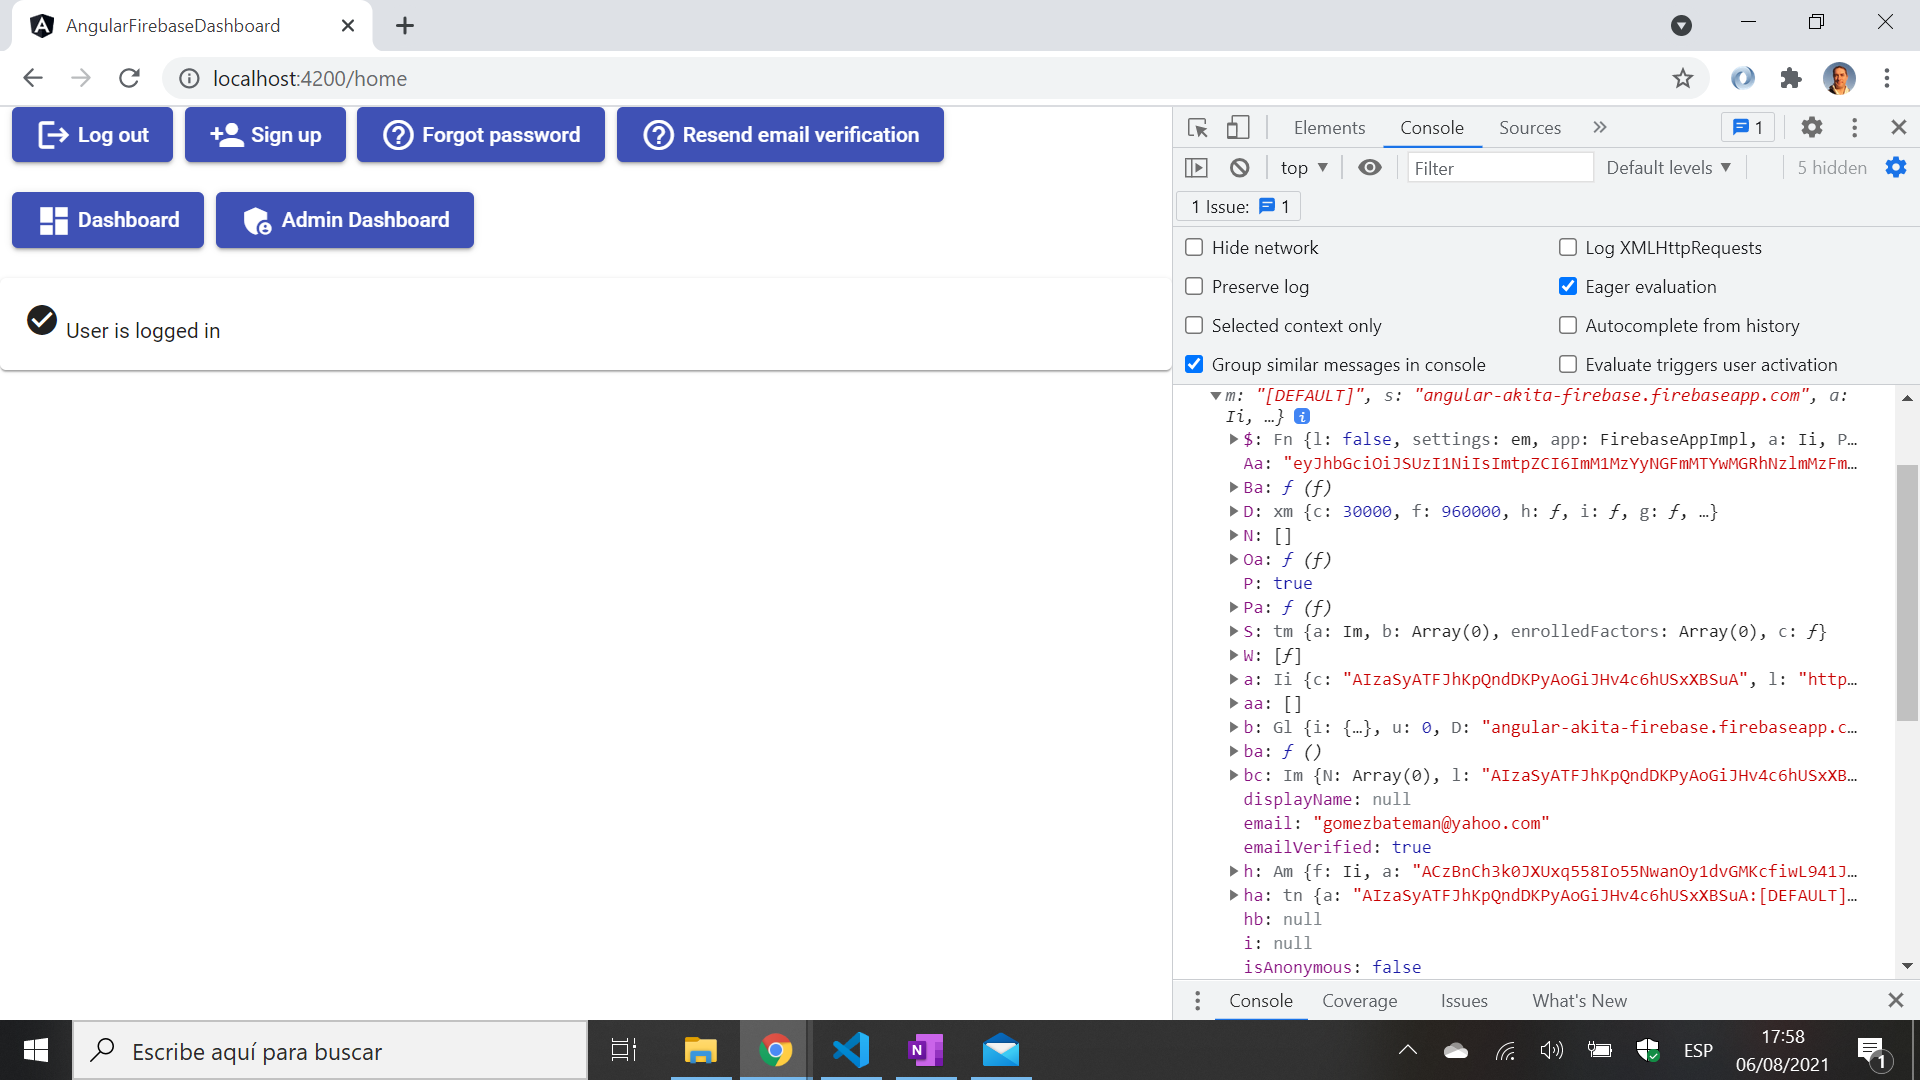 AngularFirebaseDashboard
localhost:4200/home
Log out
Sign up
Forgot password
Resend email verification
Dashboard
Admin Dashboard
User is logged in
Elements
Console
Sources
1
top
Filter
Default levels
5 hidden
1 Issue:
1
Hide network
Log XMLHttpRequests
Preserve log
Eager evaluation
Selected context only
Autocomplete from history
Group similar messages in console
Evaluate triggers user activation
m: "[DEFAULT]", s: "angular-akita-firebase.firebaseapp.com", a:
Ii, …}
$: Fn {l: false, settings: em, app: FirebaseAppImpl, a: Ii, P…
Aa: "eyJhbGciOiJSUzI1NiIsImtpZCI6ImM1MzYyNGFmMTYwMGRhNzlmMzFm…
Ba: ƒ (ƒ)
D: xm {c: 30000, f: 960000, h: ƒ, i: ƒ, g: ƒ, …}
N: []
Oa: ƒ (ƒ)
P: true
Pa: ƒ (ƒ)
S: tm {a: Im, b: Array(0), enrolledFactors: Array(0), c: ƒ}
W: [ƒ]
a: Ii {c: "AIzaSyATFJhKpQndDKPyAoGiJHv4c6hUSxXBSuA", l: "http…
aa: []
b: Gl {i: {…}, u: 0, D: "angular-akita-firebase.firebaseapp.c…
ba: ƒ ()
bc: Im {N: Array(0), l: "AIzaSyATFJhKpQndDKPyAoGiJHv4c6hUSxXB…
displayName: null
email: "gomezbateman@yahoo.com"
emailVerified: true
h: Am {f: Ii, a: "ACzBnCh3k0JXUxq558Io55NwanOy1dvGMKcfiwL941J…
ha: tn {a: "AIzaSyATFJhKpQndDKPyAoGiJHv4c6hUSxXBSuA:[DEFAULT]…
hb: null
i: null
isAnonymous: false
Console
Coverage
Issues
What's New
Escribe aquí para buscar
ESP
17:58
06/08/2021
1